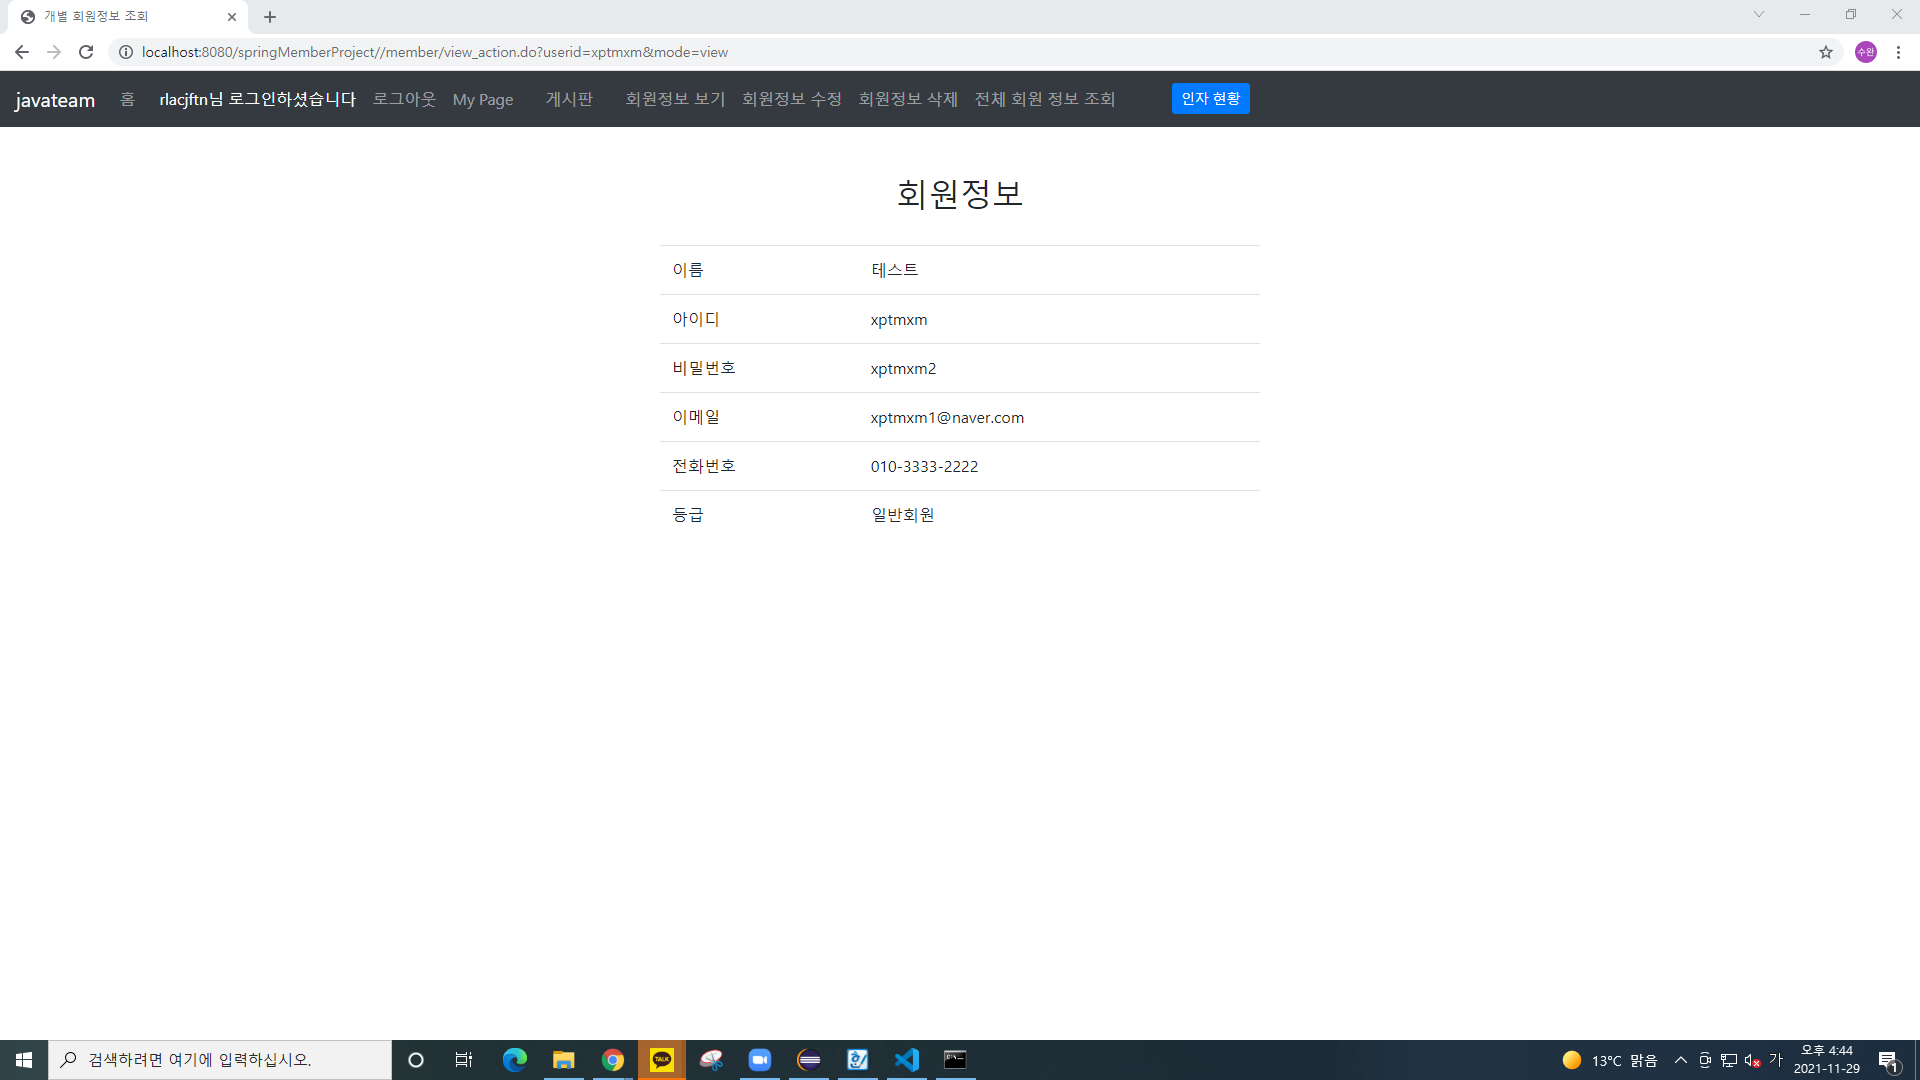 개별 회원정보 조회
localhost:8080/springMemberProject//member/view_action.do?userid=xptmxm&mode=view
수완
javateam 홈 rlacjftn님 로그인하셨습니다 로그아웃 My Page 게시판 회원정보 보기 회원정보 수정 회원정보 삭제 전체 회원 정보 조회 인자 현황
회원정보
이름 테스트
아이디 xptmxm
비밀번호 xptmxm2
이메일 xptmxm1@naver.com
전화번호 010-3333-2222
등급 일반회원
검색하려면 여기에 입력하십시오.
TALK
한
13°C 맑음
가
오후 4:44
2021-11-29
1